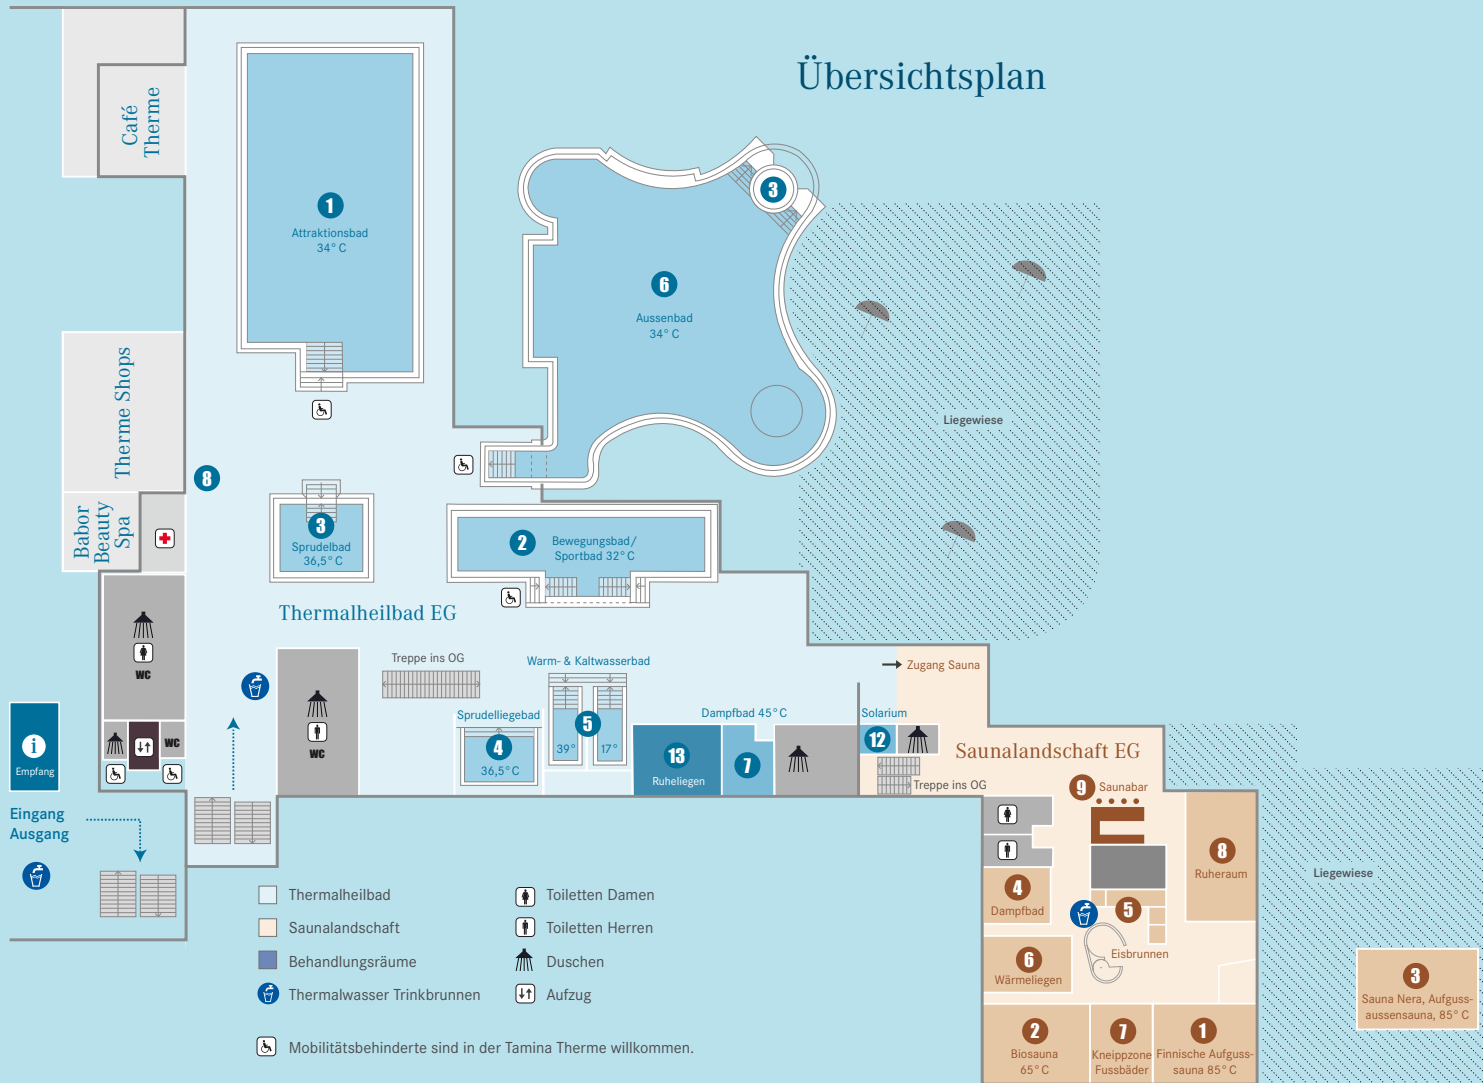 Übersichtsplan
Café
Therme
1
Attraktionsbad
34° C
3
6
Aussenbad
34° C
Liegewiese
Therme Shops
8
Babor
Beauty
Spa
3
Sprudelbad
36,5° C
2
Bewegungsbad/
Sportbad 32° C
Thermalheilbad EG
WC
WC
WC
Treppe ins OG
Warm- & Kaltwasserbad
Sprudelliegebad
4
36,5° C
5
39°
17°
Dampfbad 45° C
13
Ruheliegen
7
Solarium
12
Zugang Sauna
Saunalandschaft EG
Treppe ins OG
i
Empfang
Eingang
Ausgang
9
Saunabar
8
Ruheraum
4
Dampfbad
5
Eisbrunnen
6
Wärmeliegen
2
Biosauna
65° C
7
Kneippzone
Fussbäder
1
Finnische Aufguss-
sauna 85° C
Liegewiese
3
Sauna Nera, Aufguss-
aussensauna, 85° C
Thermalheilbad
Saunalandschaft
Behandlungsräume
Thermalwasser Trinkbrunnen
Toiletten Damen
Toiletten Herren
Duschen
Aufzug
Mobilitätsbehinderte sind in der Tamina Therme willkommen.